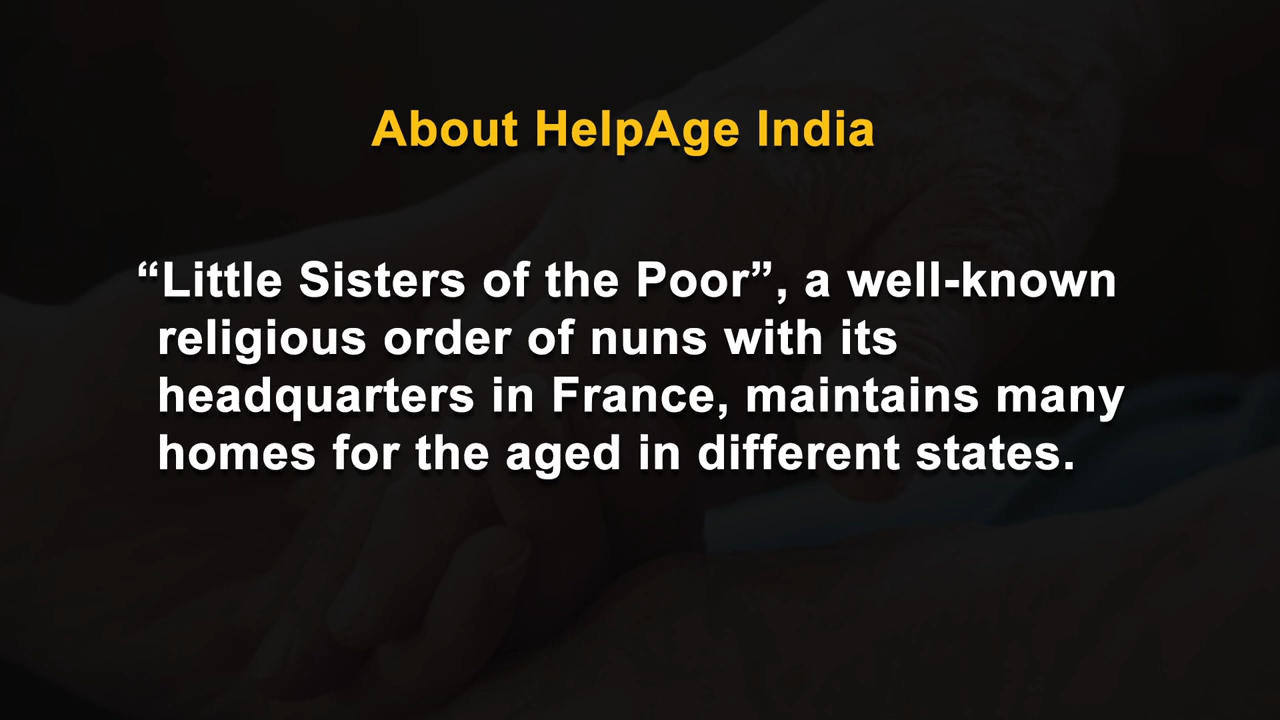 About HelpAge India
“Little Sisters of the Poor”, a well-known
religious order of nuns with its
headquarters in France, maintains many
homes for the aged in different states.